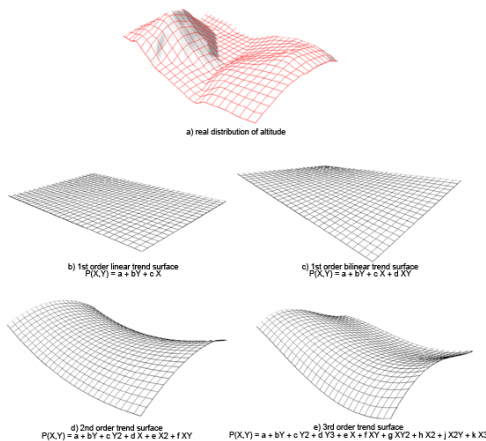 a) real distribution of altitude
b) 1st order linear trend surface
P(X,Y) = a + bY + c X
c) 1st order bilinear trend surface
P(X,Y) = a + bY + c X + d XY
d) 2nd order trend surface
P(X,Y) = a + bY + c Y2 + d X + e X2 + f XY
e) 3rd order trend surface
P(X,Y) = a + bY + c Y2 + d Y3 + e X + f XY + g XY2 + h X2 + j X2Y + k X3